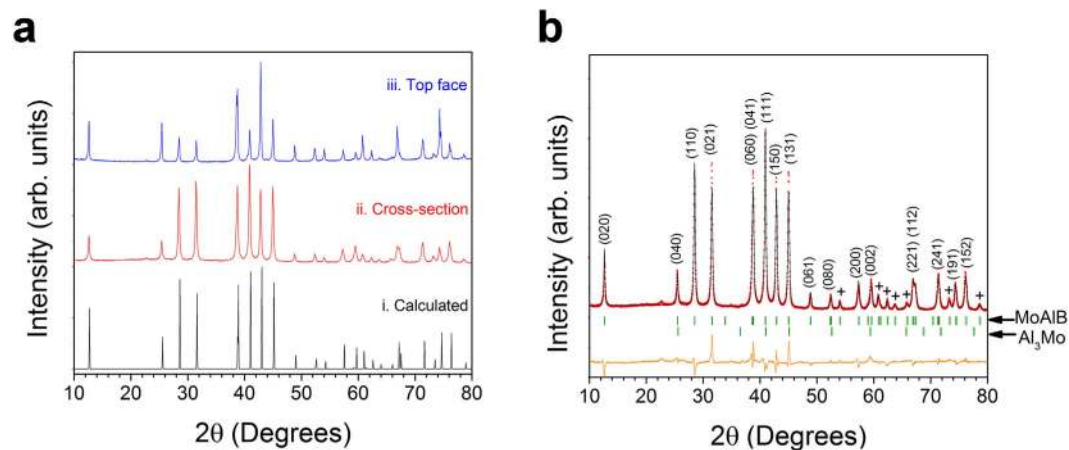 a
Intensity (arb. units)
iii. Top face
ii. Cross-section
i. Calculated
10 20 30 40 50 60 70 80
2θ (Degrees)
b
Intensity (arb. units)
(020)
(040)
(110)
(021)
(060) (041)
(111)
(150)
(131)
(061)
(080)
+
(200)
(002)
+
+
+
+
(221) (112)
(241)
+
(191)
(152)
+
MoAlB
Al3Mo
10 20 30 40 50 60 70 80
2θ (Degrees)